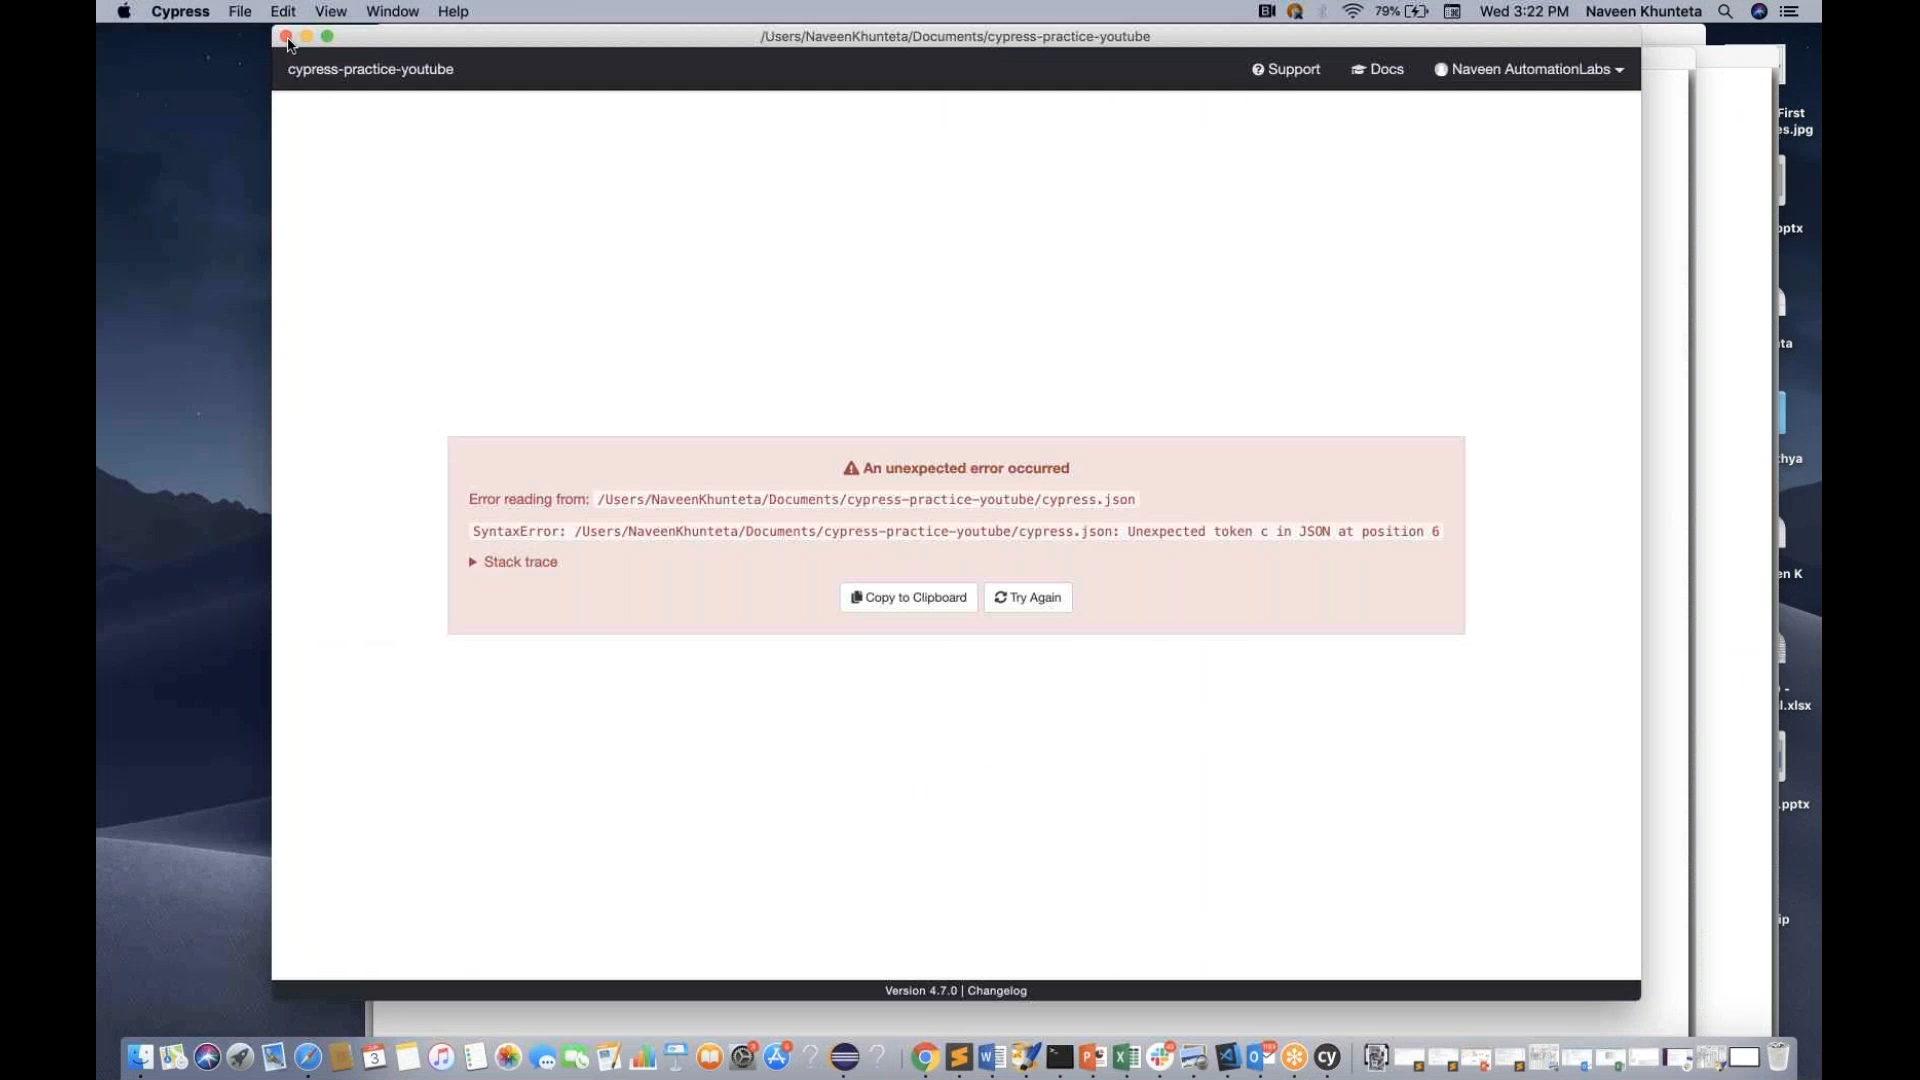 Cypress File Edit View Window Help 79% Wed 3:22 PM Naveen Khunteta
/Users/NaveenKhunteta/Documents/cypress-practice-youtube
cypress-practice-youtube Support Docs Naveen AutomationLabs
First
es.jpg
pptx
ta
An unexpected error occurred
hya
Error reading from: /Users/NaveenKhunteta/Documents/cypress-practice-youtube/cypress.json
SyntaxError: /Users/NaveenKhunteta/Documents/cypress-practice-youtube/cypress.json: Unexpected token c in JSON at position 6
Stack trace
en K
Copy to Clipboard Try Again
l.xlsx
.pptx
ip
Version 4.7.0 | Changelog
3 W P X cy